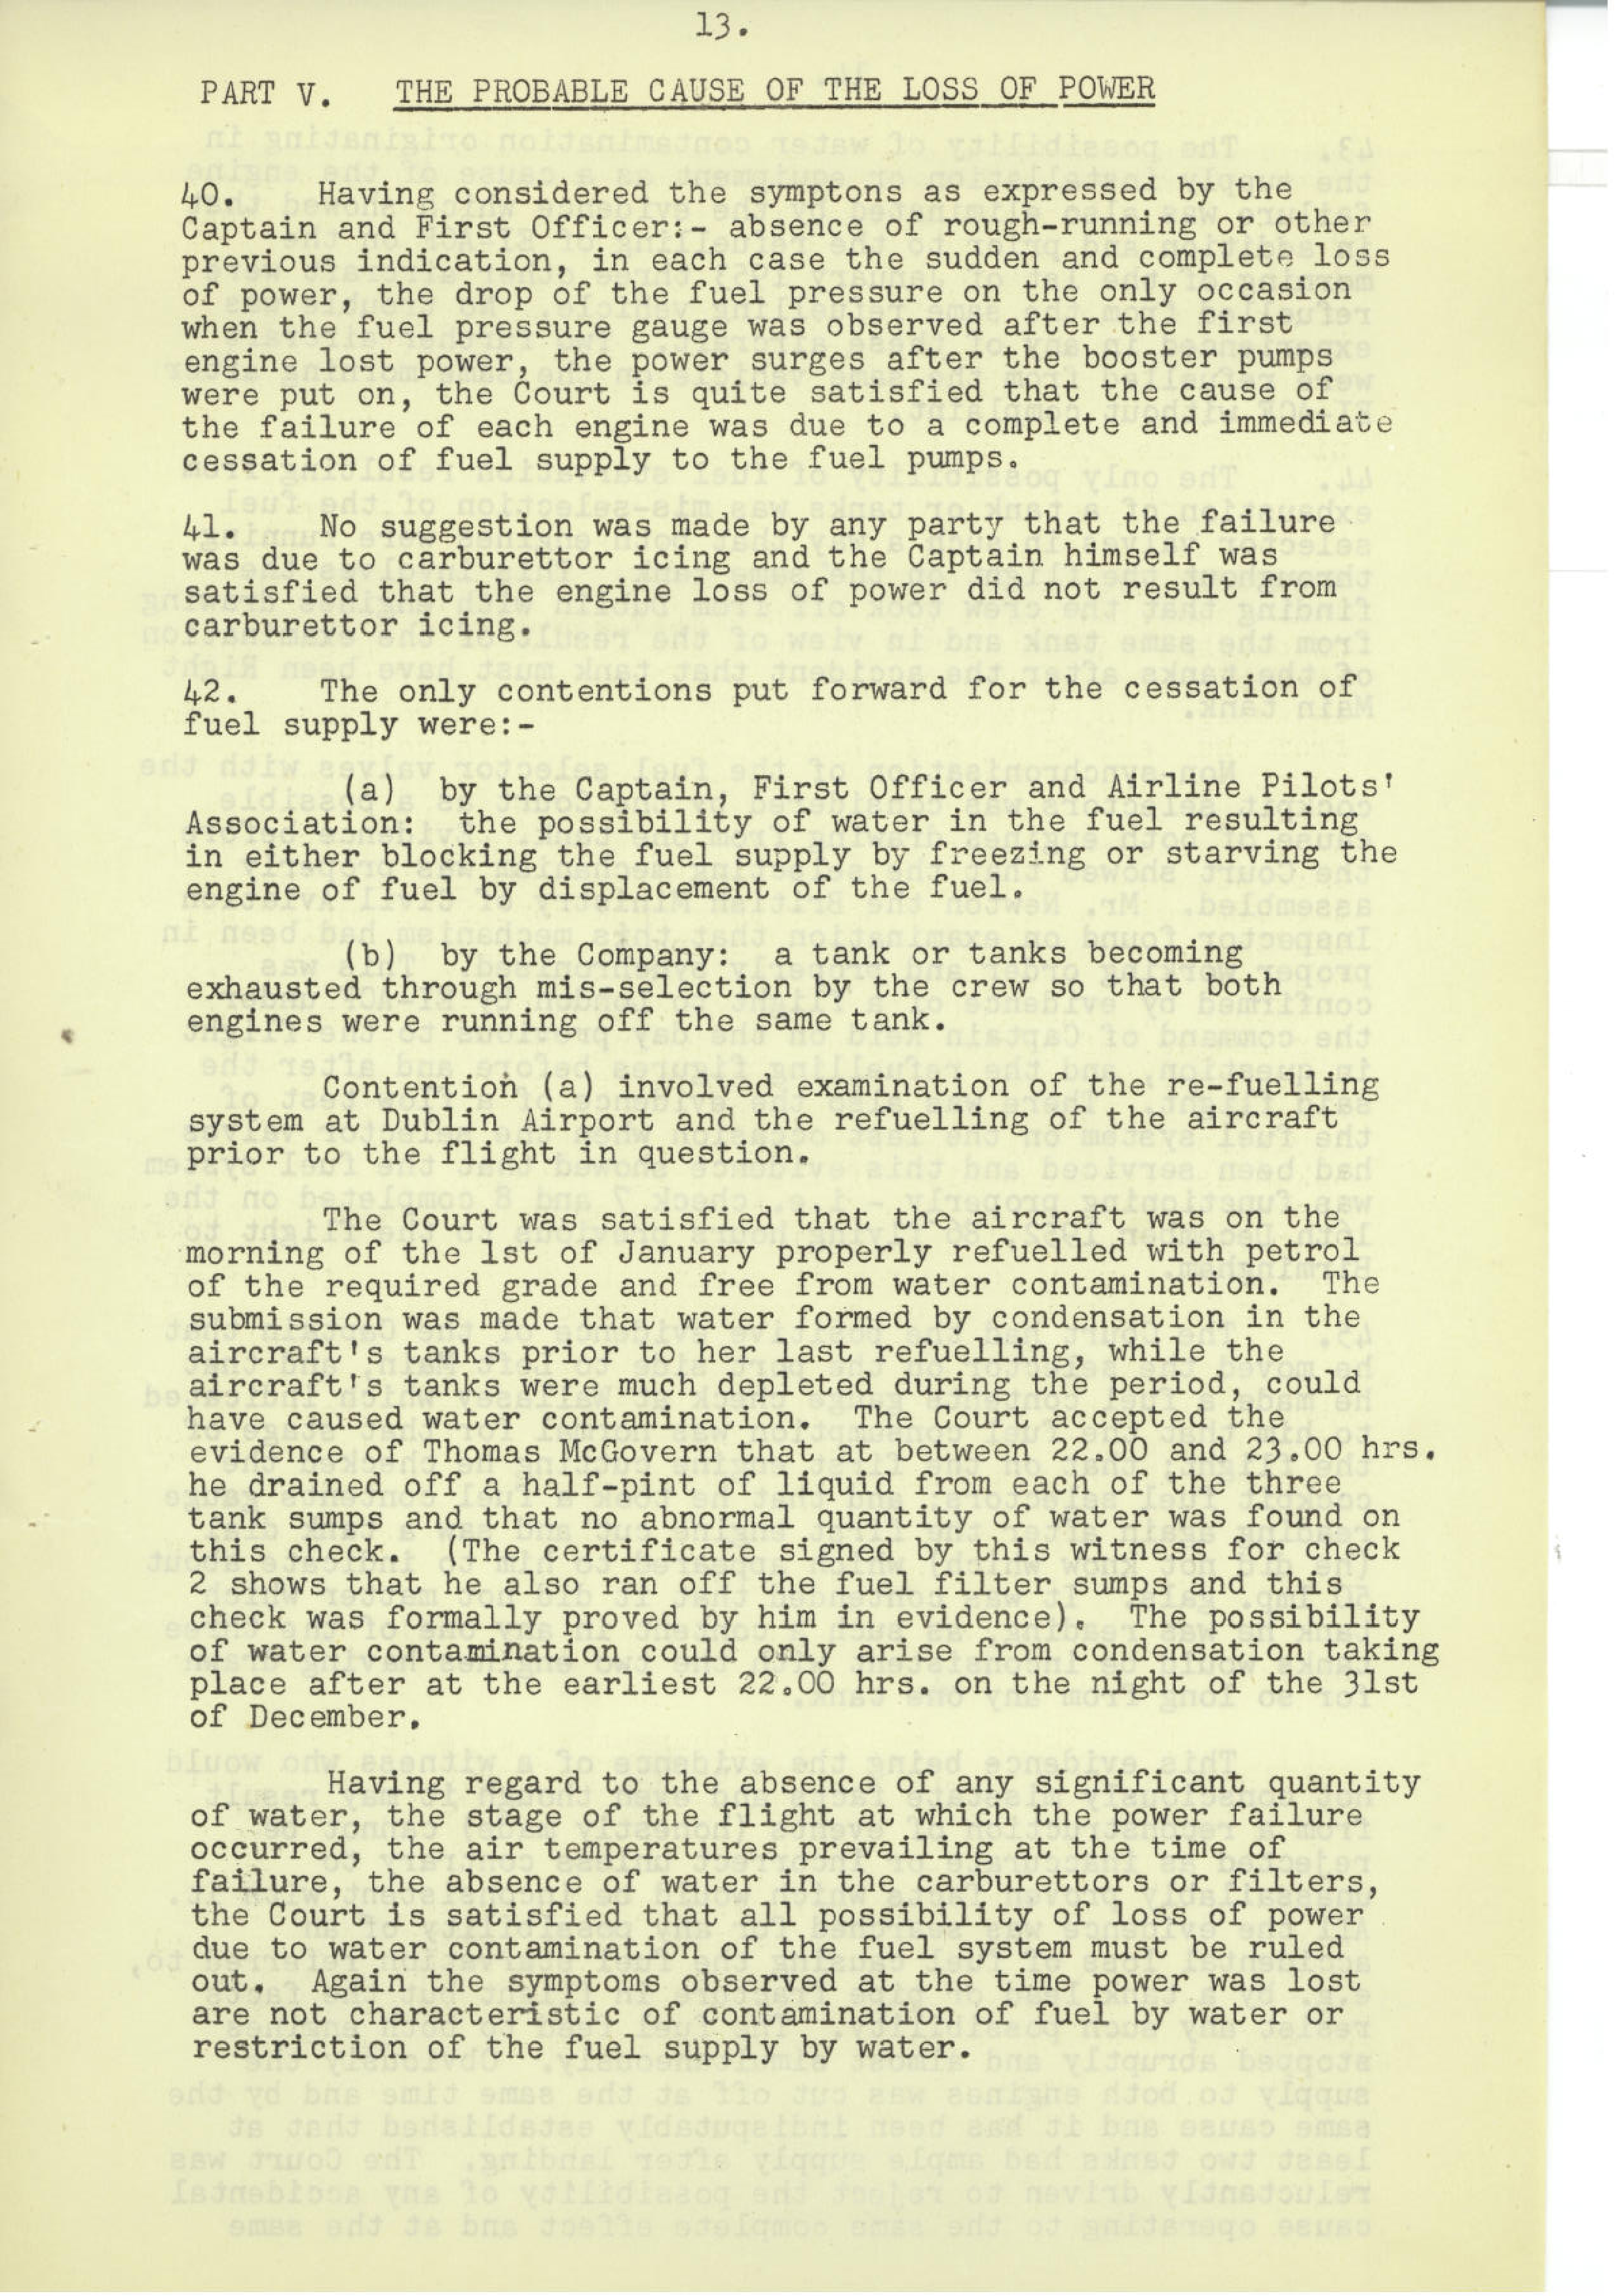 13.
PART V. THE PROBABLE CAUSE OF THE LOSS OF POWER
40. Having considered the symptons as expressed by the
Captain and First Officer:- absence of rough-running or other
previous indication, in each case the sudden and complete loss
of power, the drop of the fuel pressure on the only occasion
when the fuel pressure gauge was observed after the first
engine lost power, the power surges after the booster pumps
were put on, the Court is quite satisfied that the cause of
the failure of each engine was due to a complete and immediate
cessation of fuel supply to the fuel pumps.
41. No suggestion was made by any party that the failure
was due to carburettor icing and the Captain himself was
satisfied that the engine loss of power did not result from
carburettor icing.
42. The only contentions put forward for the cessation of
fuel supply were:-
(a) by the Captain, First Officer and Airline Pilots'
Association: the possibility of water in the fuel resulting
in either blocking the fuel supply by freezing or starving the
engine of fuel by displacement of the fuel.
(b) by the Company: a tank or tanks becoming
exhausted through mis-selection by the crew so that both
engines were running off the same tank.
Contention (a) involved examination of the re-fuelling
system at Dublin Airport and the refuelling of the aircraft
prior to the flight in question.
The Court was satisfied that the aircraft was on the
morning of the 1st of January properly refuelled with petrol
of the required grade and free from water contamination. The
submission was made that water formed by condensation in the
aircraft's tanks prior to her last refuelling, while the
aircraft's tanks were much depleted during the period, could
have caused water contamination. The Court accepted the
evidence of Thomas McGovern that at between 22.00 and 23.00 hrs.
he drained off a half-pint of liquid from each of the three
tank sumps and that no abnormal quantity of water was found on
this check. (The certificate signed by this witness for check
2 shows that he also ran off the fuel filter sumps and this
check was formally proved by him in evidence). The possibility
of water contamination could only arise from condensation taking
place after at the earliest 22.00 hrs. on the night of the 31st
of December.
Having regard to the absence of any significant quantity
of water, the stage of the flight at which the power failure
occurred, the air temperatures prevailing at the time of
failure, the absence of water in the carburettors or filters,
the Court is satisfied that all possibility of loss of power
due to water contamination of the fuel system must be ruled
out. Again the symptoms observed at the time power was lost
are not characteristic of contamination of fuel by water or
restriction of the fuel supply by water.